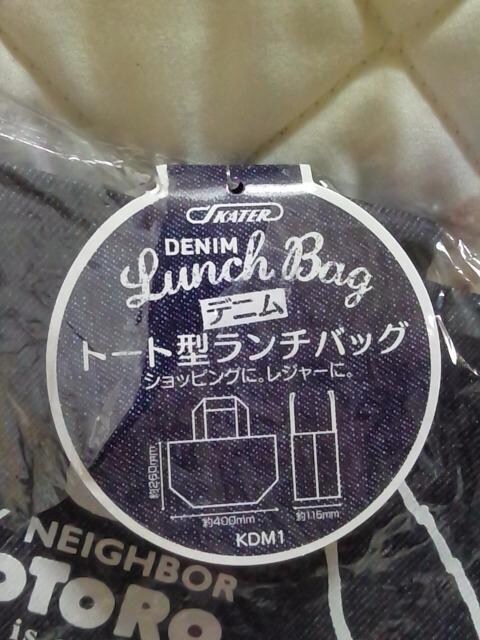 SKATER
DENIM
Lunch Bag
デニム
トート型ランチバッグ
ショッピングに。レジャーに。
約260mm
約400mm
約115mm
KDM1
NEIGHBOR
OTORO
is